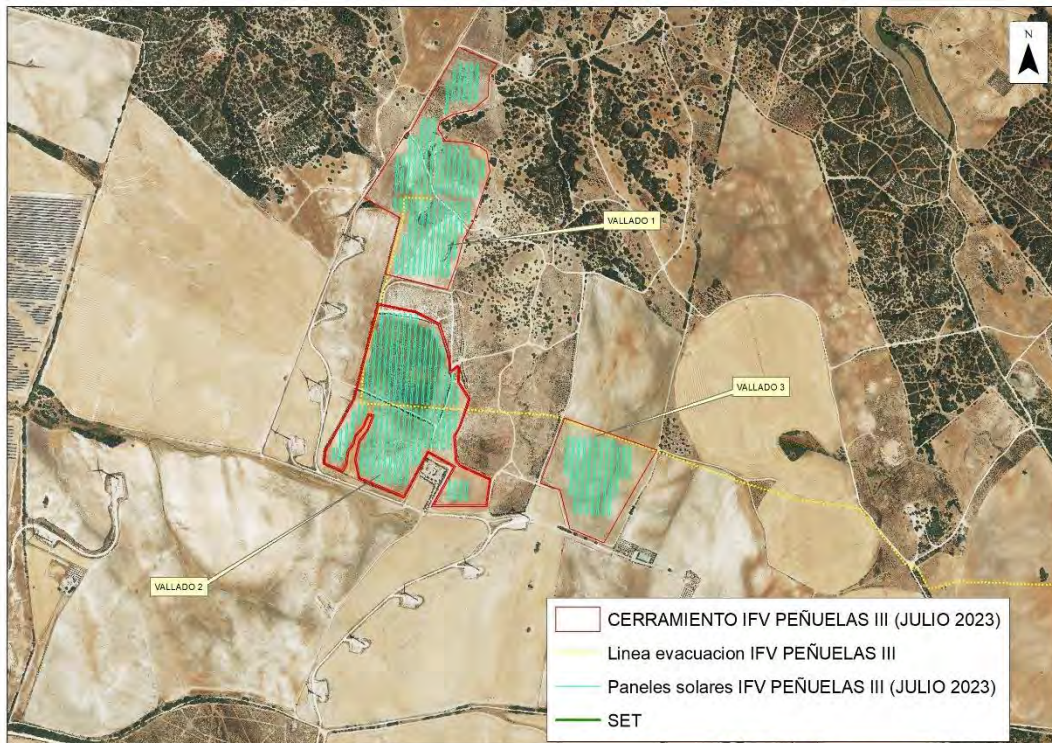 N
VALLADO 1
VALLADO 3
VALLADO 2
CERRAMIENTO IFV PEÑUELAS III (JULIO 2023)
Linea evacuacion IFV PEÑUELAS III
Paneles solares IFV PEÑUELAS III (JULIO 2023)
SET